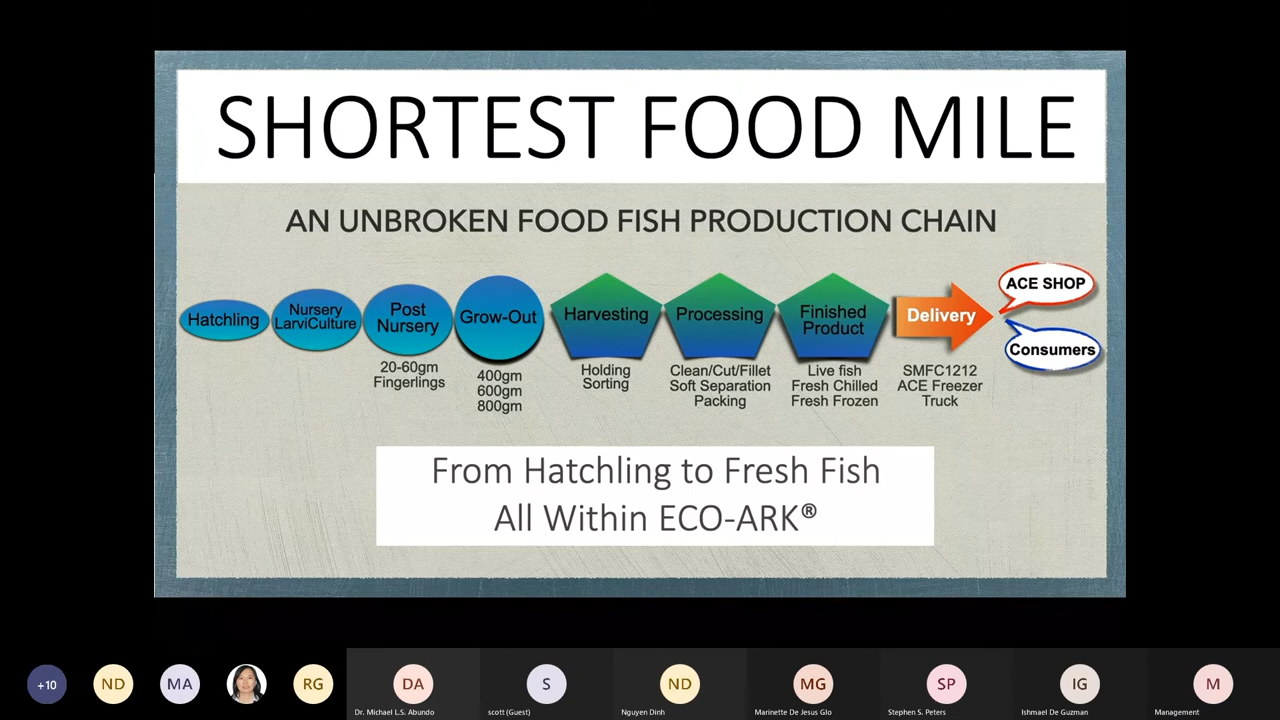 SHORTEST FOOD MILE
AN UNBROKEN FOOD FISH PRODUCTION CHAIN
Hatchling
Nursery
LarviCulture
Post
Nursery
20-60gm
Fingerlings
Grow-Out
400gm
600gm
800gm
Harvesting
Holding
Sorting
Processing
Clean/Cut/Fillet
Soft Separation
Packing
Finished
Product
Live fish
Fresh Chilled
Fresh Frozen
Delivery
SMFC1212
ACE Freezer
Truck
ACE SHOP
Consumers
From Hatchling to Fresh Fish
All Within ECO-ARK®
+10
ND
MA
RG
DA
Dr. Michael L.S. Abundo
S
scott (Guest)
ND
Nguyen Dinh
MG
Marinette De Jesus Glo
SP
Stephen S. Peters
IG
Ishmael De Guzman
M
Management